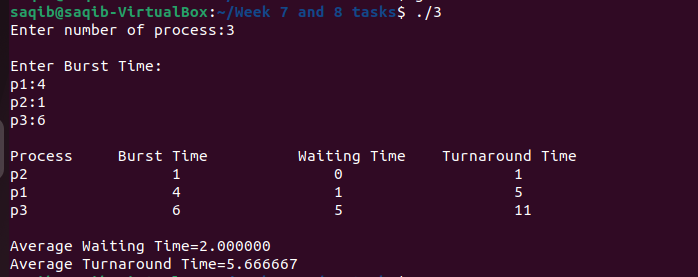 saqib@saqib-VirtualBox:~/Week 7 and 8 tasks$ ./3
Enter number of process:3
Enter Burst Time:
p1:4
p2:1
p3:6
Process Burst Time Waiting Time Turnaround Time
p2 1 0 1
p1 4 1 5
p3 6 5 11
Average Waiting Time=2.000000
Average Turnaround Time=5.666667